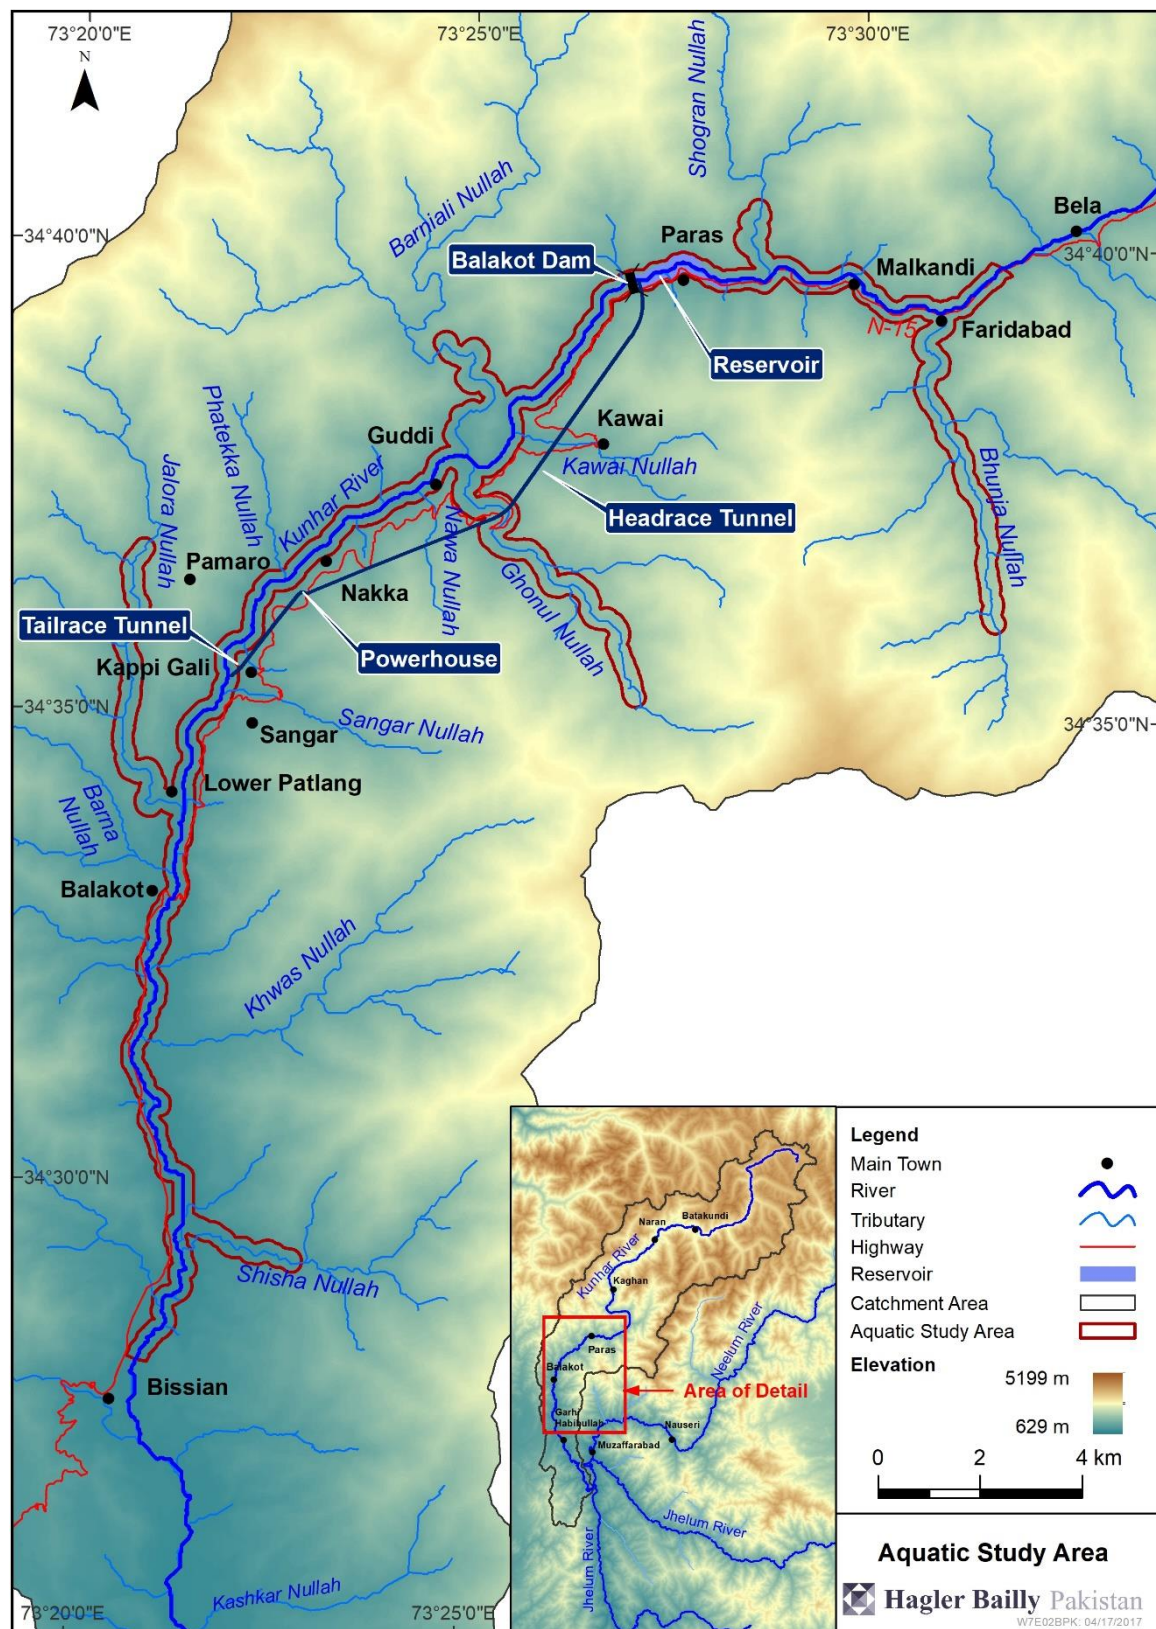 73°20'0"E
73°25'0"E
73°30'0"E
N
Shogran Nullah
Barniali Nullah
Bela
34°40'0"N
34°40'0"N
Paras
Balakot Dam
Malkandi
N-15
Faridabad
Reservoir
Phatekka Nullah
Guddi
Kawai
Kawai Nullah
Jalora Nullah
Kunhar River
Bhunja Nullah
Headrace Tunnel
Nawa Nullah
Pamaro
Nakka
Ghonul Nullah
Tailrace Tunnel
Powerhouse
Kappi Gali
34°35'0"N
34°35'0"N
Sangar
Sangar Nullah
Lower Patlang
Barna
Nullah
Balakot
Khwas Nullah
34°30'0"N
Shisha Nullah
Bissian
Kashkar Nullah
73°20'0"E
73°25'0"E
Batakundi
Naran
Kunhar River
Kaghan
Neelum River
Paras
Balakot
Area of Detail
Garhi
Habibullah
Nauseri
Muzaffarabad
Jhelum River
Jhelum River
Legend
Main Town
River
Tributary
Highway
Reservoir
Catchment Area
Aquatic Study Area
Elevation
5199 m
629 m
0 2 4 km
Aquatic Study Area
Hagler Bailly Pakistan
W7E02BPK: 04/17/2017